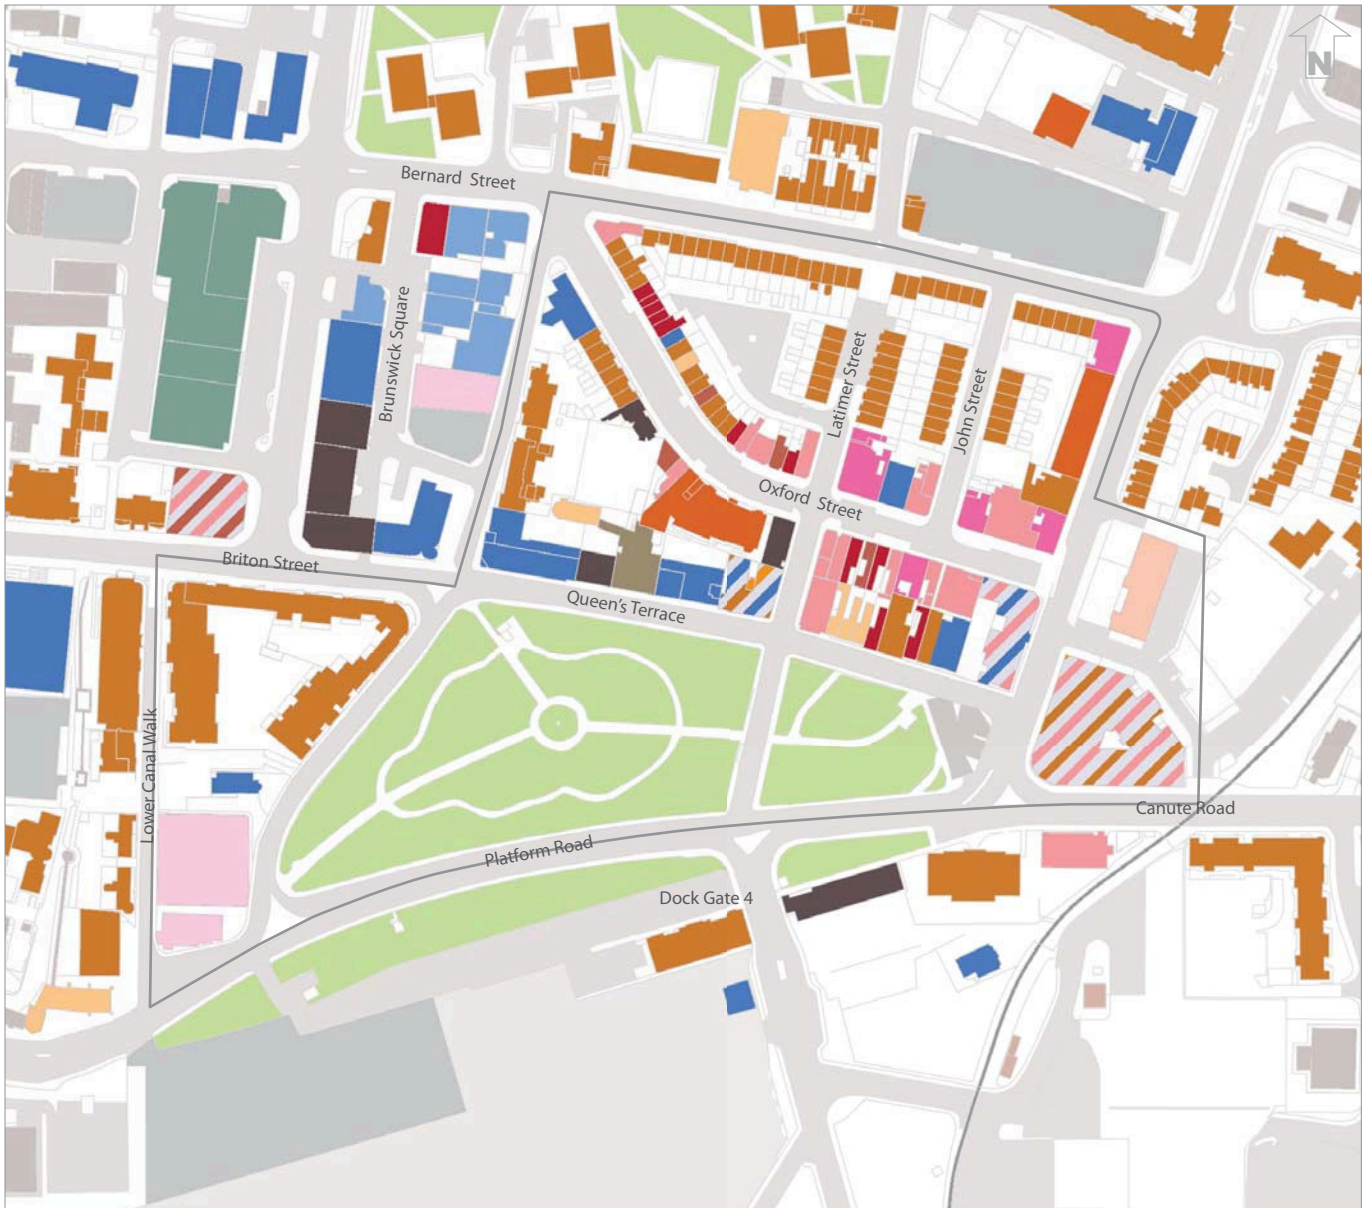 N
Bernard Street
Brunswick Square
Latimer Street
John Street
Oxford Street
Briton Street
Queen's Terrace
Lower Canal Walk
Canute Road
Platform Road
Dock Gate 4